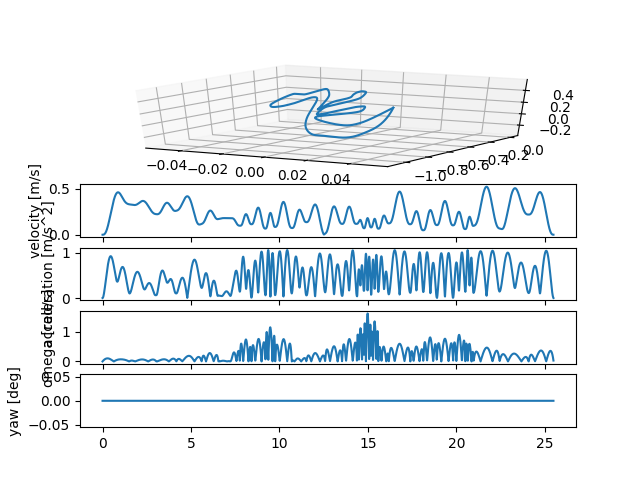 0.4
0.2
0.0
−0.2
−0.04 −0.02 0.00 0.02 0.04
−1.0 −0.8 −0.6 −0.4 −0.2 0.0
velocity [m/s]
0.5
0.0
acceleration [m/s^2]
1
0
omega [rad/s]
1
0
yaw [deg]
0.05
0.00
−0.05
0 5 10 15 20 25